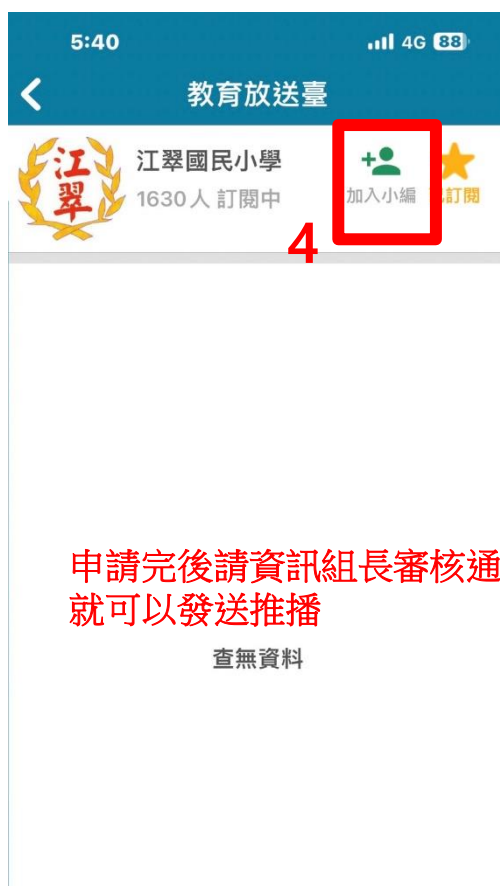 5:40 4G 88
教育放送臺
江翠
江翠國民小學
1630人 訂閱中
加入小編
訂閱
4
申請完後請資訊組長審核通
就可以發送推播
查無資料